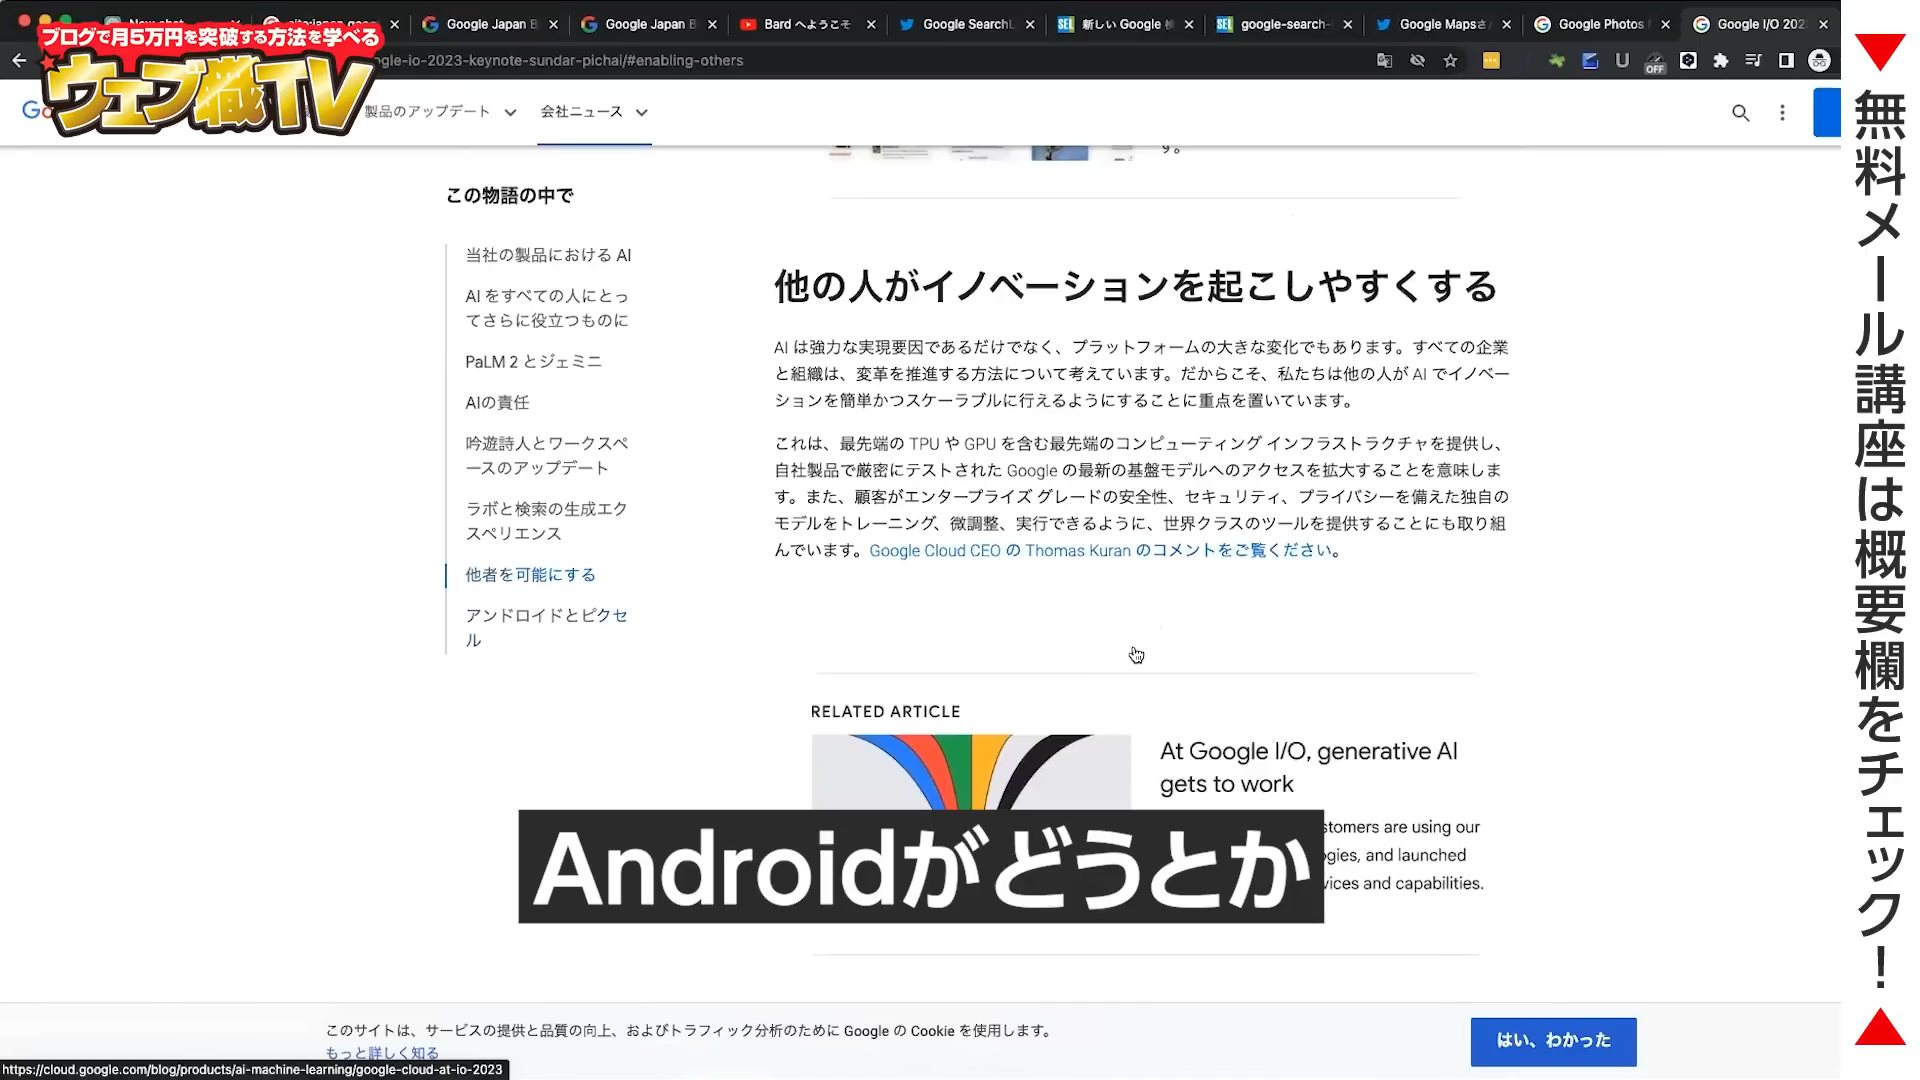 New chat
Google Japan B
Google Japan B
Bard へようこそ
Google SearchL
新しい Google 検
google-search-
Google Mapsさん
Google Photos
Google I/O 202
gle-io-2023-keynote-sundar-pichai/#enabling-others
OFF
ブログで月5万円を突破する方法を学べる
ウェブ職TV
製品のアップデート
会社ニュース
す。
この物語の中で
当社の製品における AI
AI をすべての人にとっ
てさらに役立つものに
PaLM 2 とジェミニ
AIの責任
吟遊詩人とワークスペ
ースのアップデート
ラボと検索の生成エク
スペリエンス
他者を可能にする
アンドロイドとピクセ
ル
他の人がイノベーションを起こしやすくする
AI は強力な実現要因であるだけでなく、プラットフォームの大きな変化でもあります。すべての企業
と組織は、変革を推進する方法について考えています。だからこそ、私たちは他の人が AI でイノベー
ションを簡単かつスケーラブルに行えるようにすることに重点を置いています。
これは、最先端の TPU や GPU を含む最先端のコンピューティング インフラストラクチャを提供し、
自社製品で厳密にテストされた Google の最新の基盤モデルへのアクセスを拡大することを意味しま
す。また、顧客がエンタープライズ グレードの安全性、セキュリティ、プライバシーを備えた独自の
モデルをトレーニング、微調整、実行できるように、世界クラスのツールを提供することにも取り組
んでいます。Google Cloud CEO の Thomas Kuran のコメントをご覧ください。
RELATED ARTICLE
At Google I/O, generative AI
gets to work
stomers are using our
gies, and launched
vices and capabilities.
Androidがどうとか
このサイトは、サービスの提供と品質の向上、およびトラフィック分析のために Google の Cookie を使用します。
もっと詳しく知る
はい、わかった
https://cloud.google.com/blog/products/ai-machine-learning/google-cloud-at-io-2023
無料メール講座は概要欄をチェック！